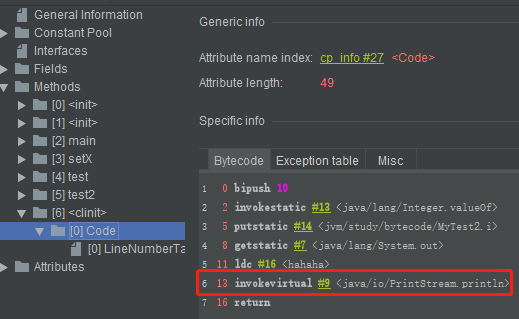 General Information
Constant Pool
Interfaces
Fields
Methods
[0] <init>
[1] <init>
[2] main
[3] setX
[4] test
[5] test2
[6] <clinit>
[0] Code
[0] LineNumberTa
Attributes
Generic info
Attribute name index: cp_info #27 <Code>
Attribute length: 49
Specific info
Bytecode Exception table Misc
1 0 bipush 10
2 2 invokestatic #13 <java/lang/Integer.valueOf>
3 5 putstatic #14 <jvm/study/bytecode/MyTest2.i>
4 8 getstatic #7 <java/lang/System.out>
5 11 ldc #16 <hahaha>
6 13 invokevirtual #9 <java/io/PrintStream.println>
7 16 return